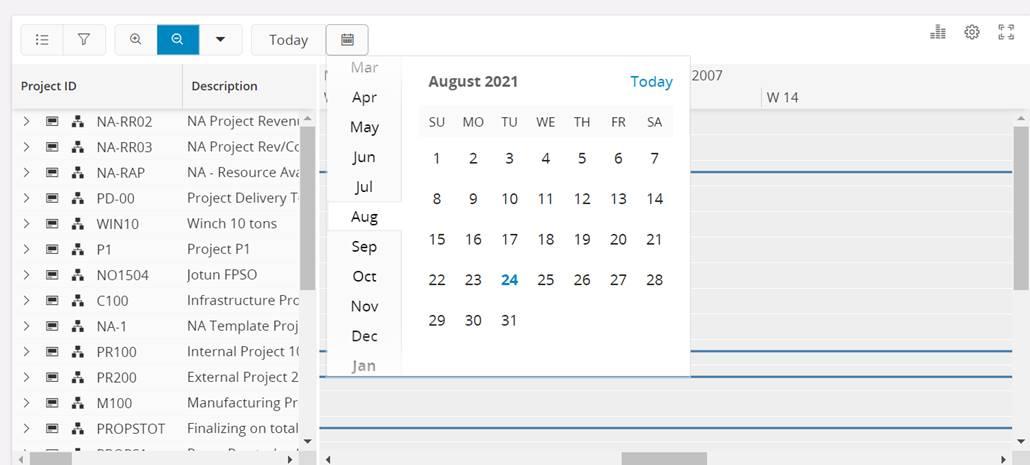 Today
Project ID Description
2007
W 14
Mar
Apr
May
Jun
Jul
Aug
Sep
Oct
Nov
Dec
Jan
August 2021 Today
SU MO TU WE TH FR SA
1 2 3 4 5 6 7
8 9 10 11 12 13 14
15 16 17 18 19 20 21
22 23 24 25 26 27 28
29 30 31
NA-RR02 NA Project Revenu
NA-RR03 NA Project Rev/Co
NA-RAP NA - Resource Ava
PD-00 Project Delivery T
WIN10 Winch 10 tons
P1 Project P1
NO1504 Jotun FPSO
C100 Infrastructure Pro
NA-1 NA Template Proj
PR100 Internal Project 10
PR200 External Project 2
M100 Manufacturing Pr
PROPSTOT Finalizing on total